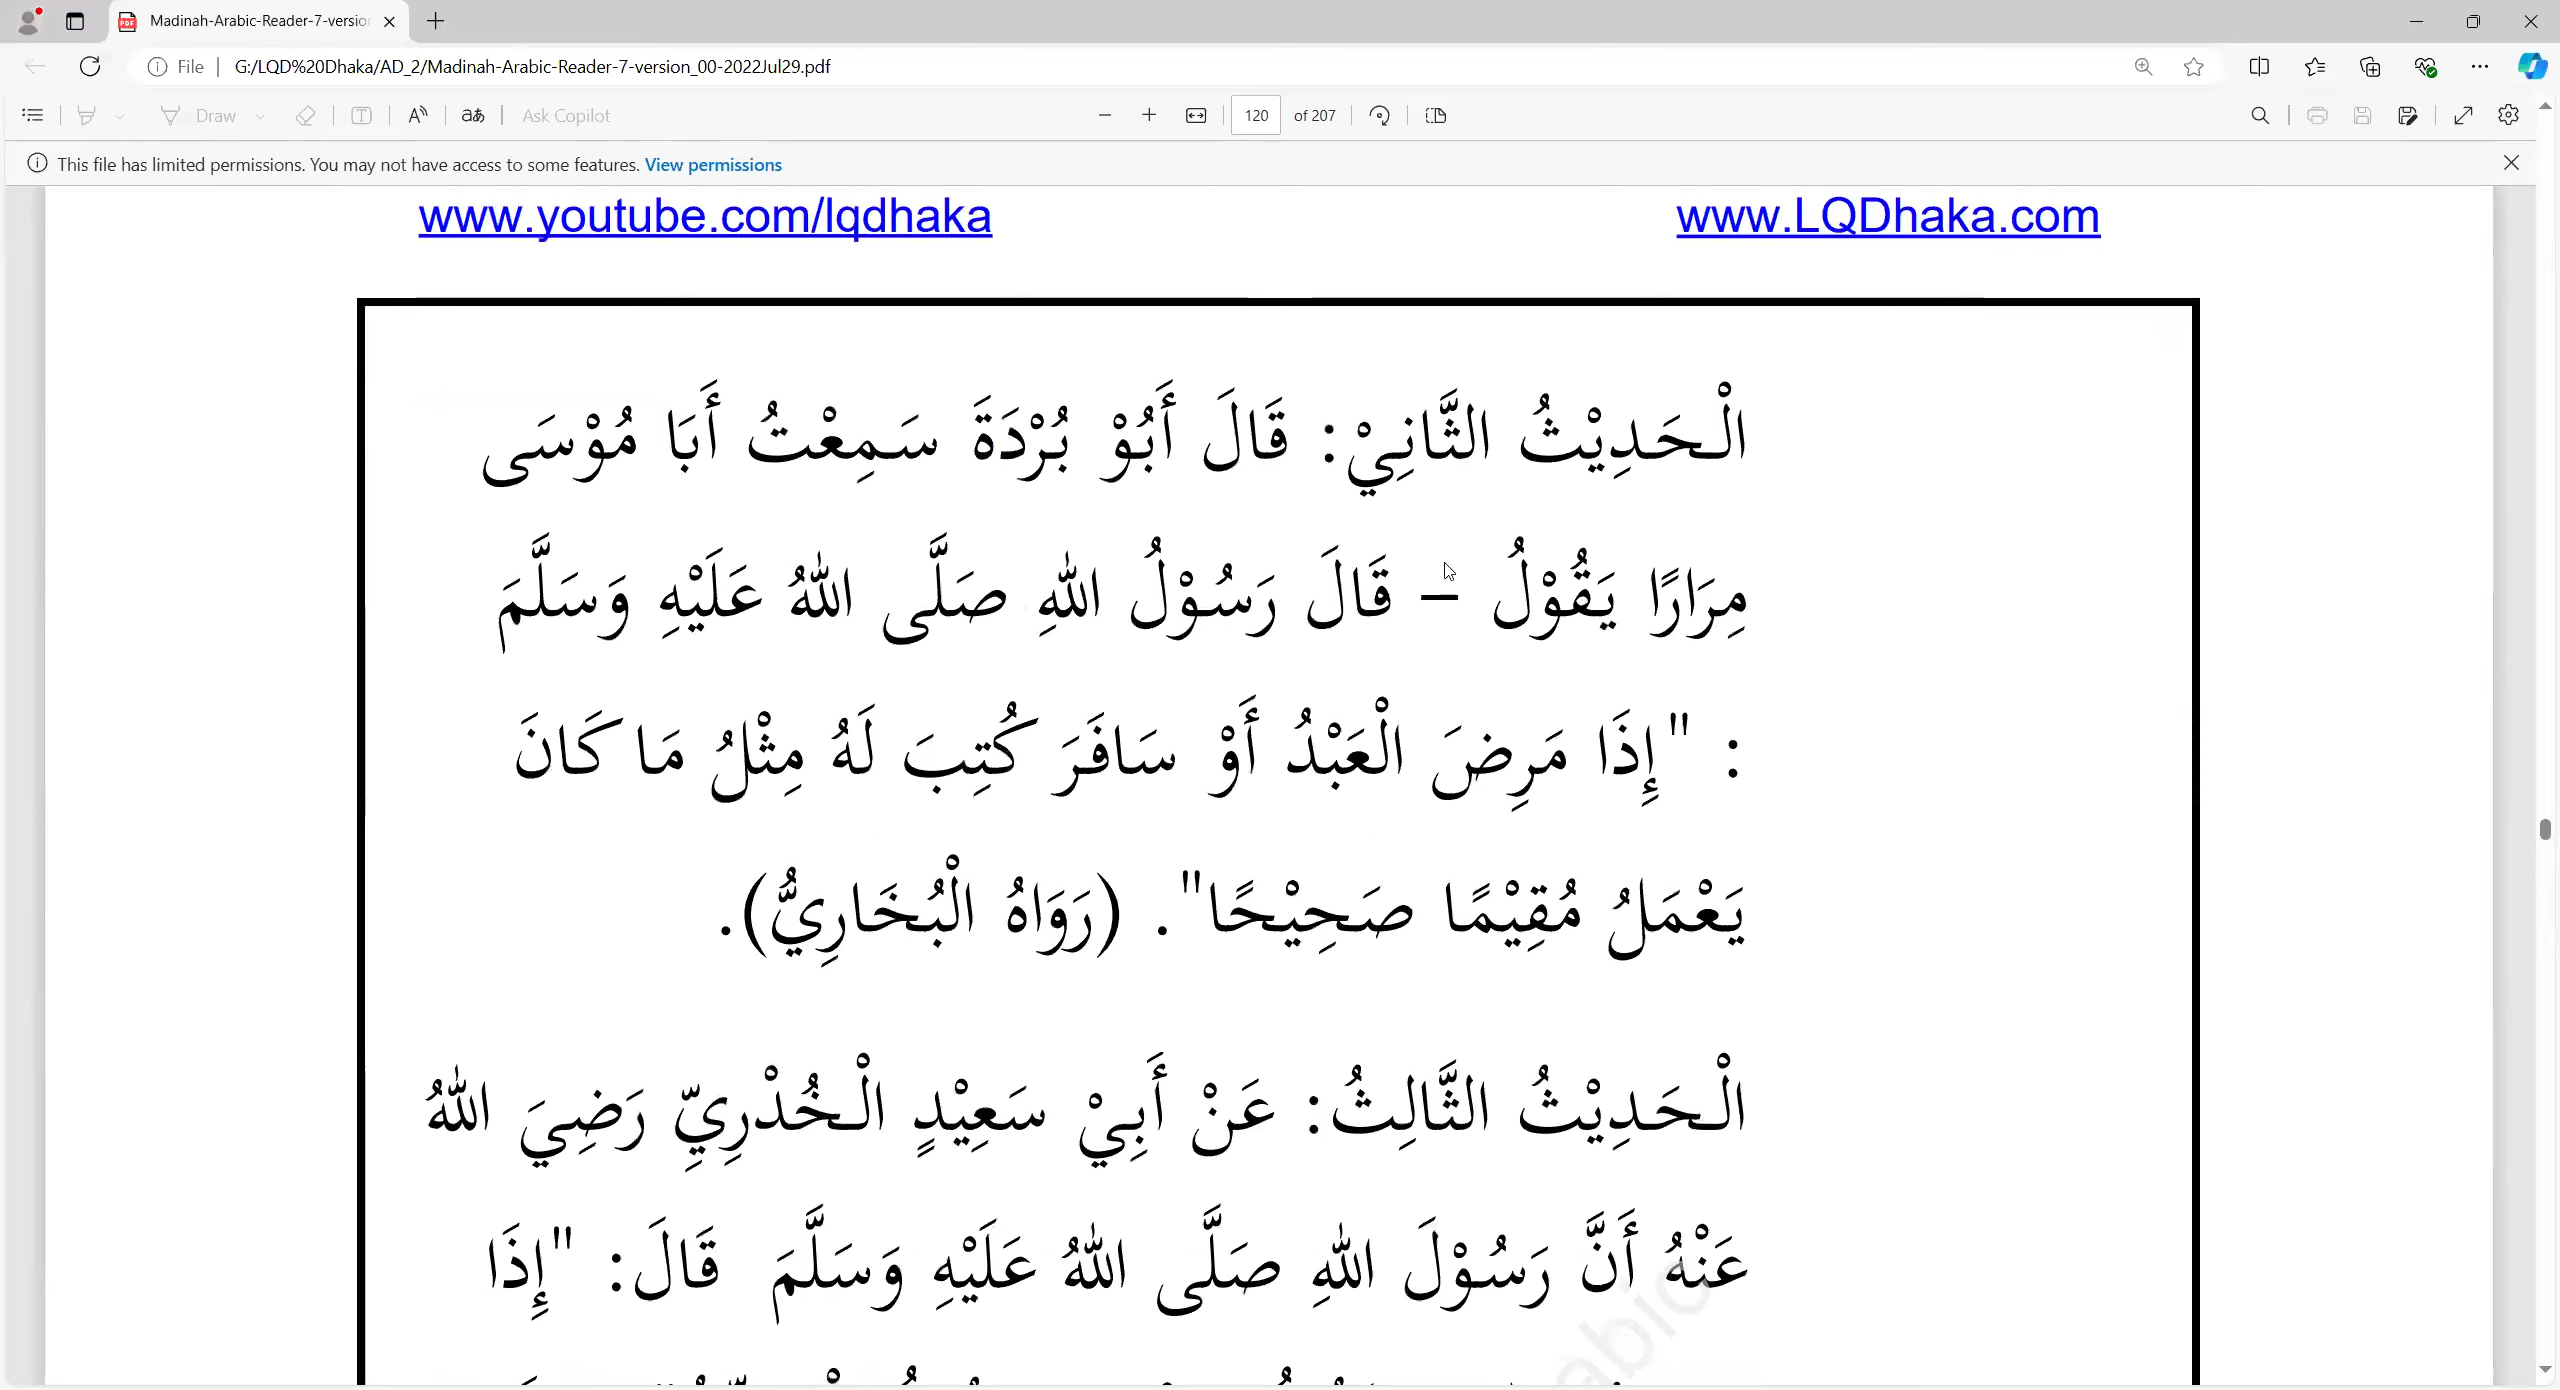 Madinah-Arabic-Reader-7-versio
File
G:/LQD%20Dhaka/AD_2/Madinah-Arabic-Reader-7-version_00-2022Jul29.pdf
Draw
aあ
Ask Copilot
120 of 207
This file has limited permissions. You may not have access to some features. View permissions
www.youtube.com/lqdhaka
www.LQDhaka.com
الْحَدِيْثُ الثَّانِيْ: قَالَ أَبُوْ بُرْدَةَ سَمِعْتُ أَبَا مُوْسَى
مِرَارًا يَقُوْلُ – قَالَ رَسُوْلُ اللهِ صَلَّى اللهُ عَلَيْهِ وَسَلَّمَ
: "إِذَا مَرِضَ الْعَبْدُ أَوْ سَافَرَ كُتِبَ لَهُ مِثْلُ مَا كَانَ
يَعْمَلُ مُقِيْمًا صَحِيْحًا". (رَوَاهُ الْبُخَارِيُّ).
الْحَدِيْثُ الثَّالِثُ: عَنْ أَبِيْ سَعِيْدٍ الْخُدْرِيِّ رَضِيَ اللهُ
عَنْهُ أَنَّ رَسُوْلَ اللهِ صَلَّى اللهُ عَلَيْهِ وَسَلَّمَ قَالَ: "إِذَا